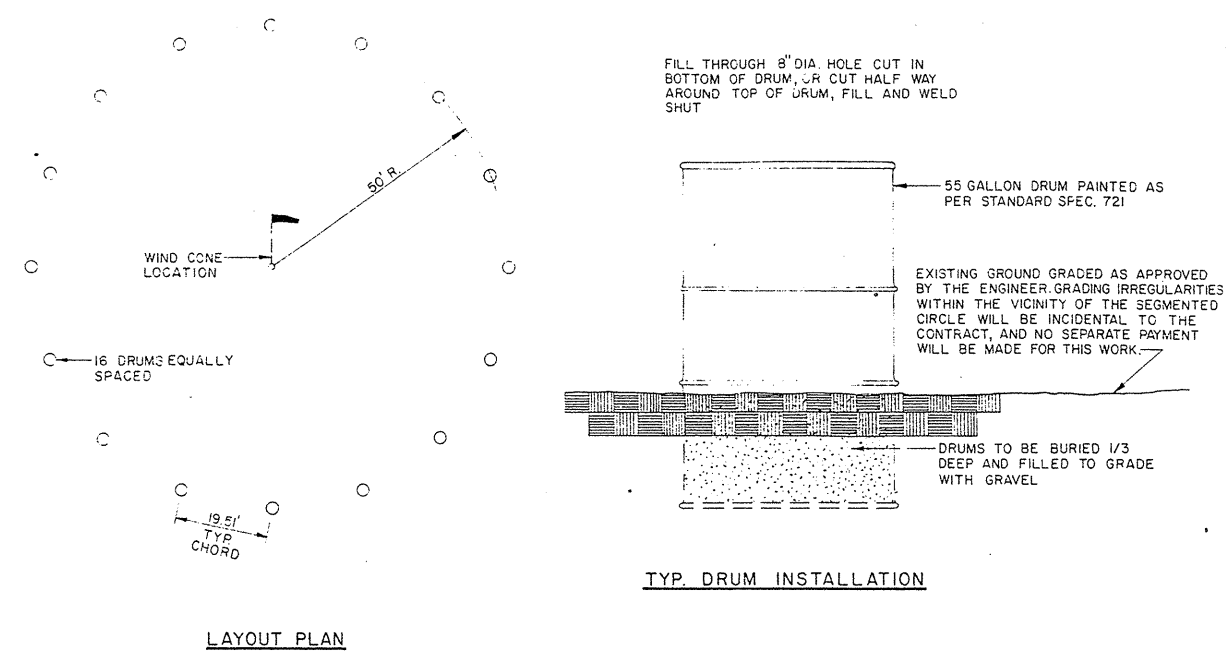 FILL THROUGH 8" DIA. HOLE CUT IN
BOTTOM OF DRUM, OR CUT HALF WAY
AROUND TOP OF DRUM, FILL AND WELD
SHUT
50' R.
55 GALLON DRUM PAINTED AS
PER STANDARD SPEC. 721
WIND CONE
LOCATION
EXISTING GROUND GRADED AS APPROVED
BY THE ENGINEER. GRADING IRREGULARITIES
WITHIN THE VICINITY OF THE SEGMENTED
CIRCLE WILL BE INCIDENTAL TO THE
CONTRACT, AND NO SEPARATE PAYMENT
WILL BE MADE FOR THIS WORK.
16 DRUMS EQUALLY
SPACED
DRUMS TO BE BURIED 1/3
DEEP AND FILLED TO GRADE
WITH GRAVEL
19.51'
TYP.
CHORD
TYP. DRUM INSTALLATION
LAYOUT PLAN